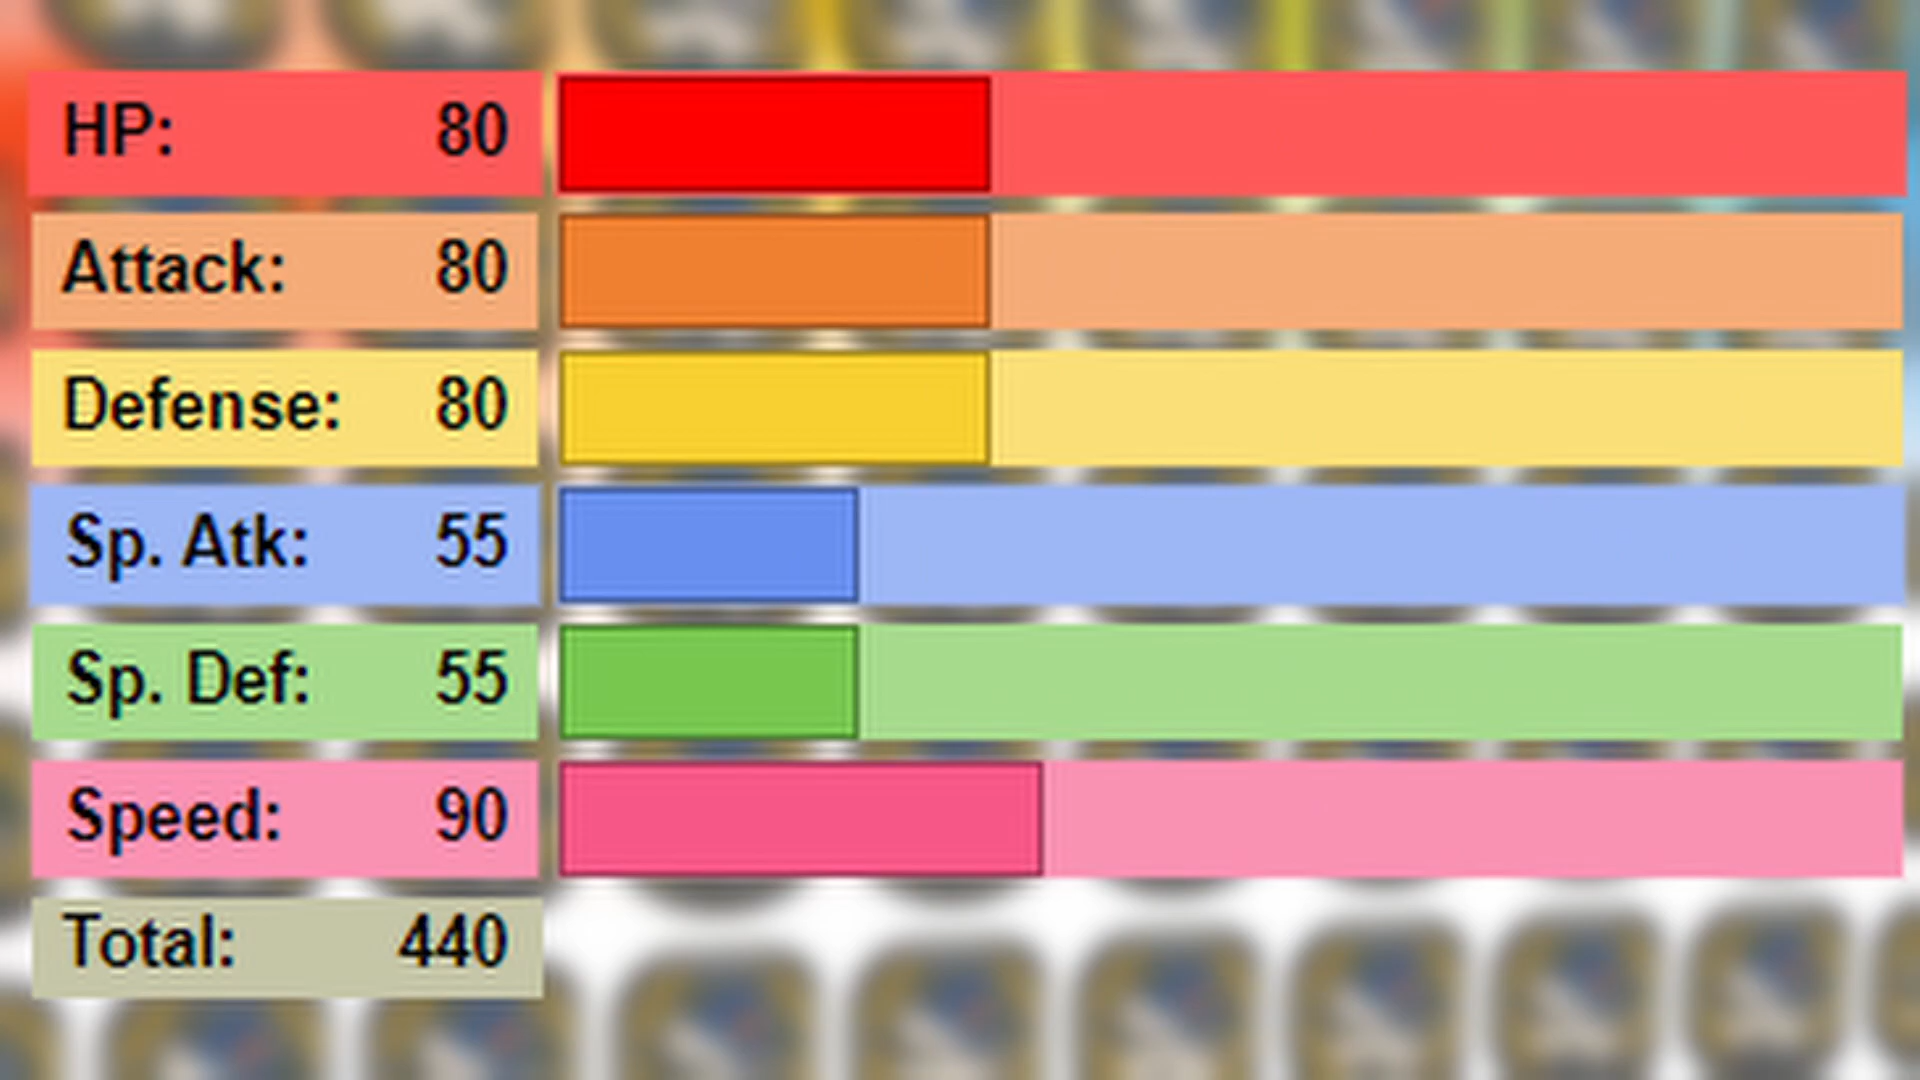 HP: 80
Attack: 80
Defense: 80
Sp. Atk: 55
Sp. Def: 55
Speed: 90
Total: 440